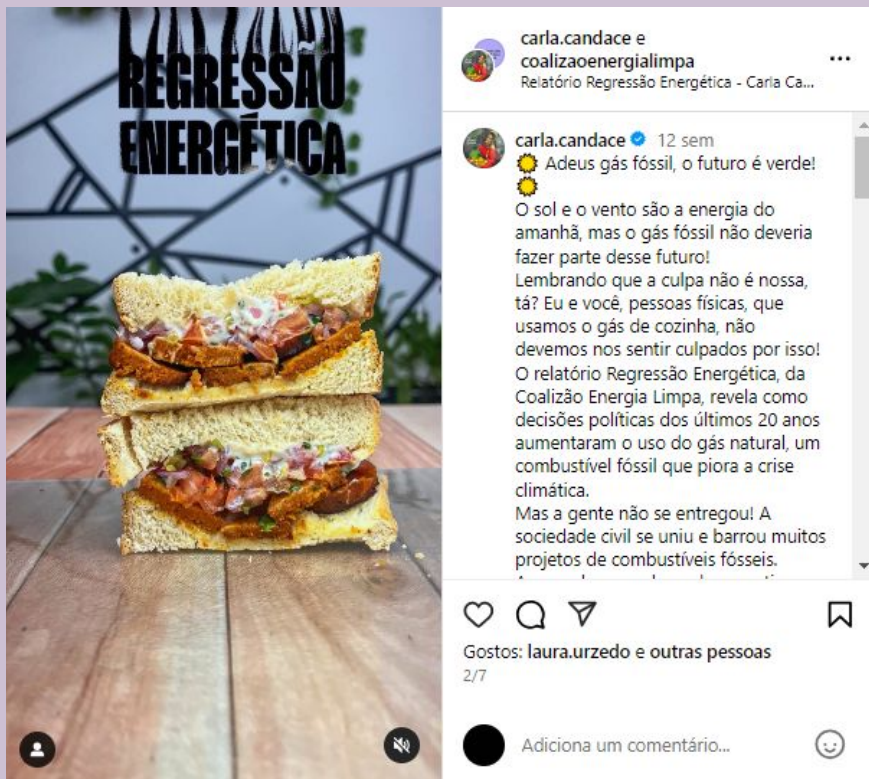 REGRESSÃO
ENERGÉTICA
carla.candace e
coalizaoenergialimpa
Relatório Regressão Energética - Carla Ca...
carla.candace 12 sem
Adeus gás fóssil, o futuro é verde!
O sol e o vento são a energia do
amanhã, mas o gás fóssil não deveria
fazer parte desse futuro!
Lembrando que a culpa não é nossa,
tá? Eu e você, pessoas físicas, que
usamos o gás de cozinha, não
devemos nos sentir culpados por isso!
O relatório Regressão Energética, da
Coalizão Energia Limpa, revela como
decisões políticas dos últimos 20 anos
aumentaram o uso do gás natural, um
combustível fóssil que piora a crise
climática.
Mas a gente não se entregou! A
sociedade civil se uniu e barrou muitos
projetos de combustíveis fósseis.
Gostos: laura.urzedo e outras pessoas
2/7
Adiciona um comentário...